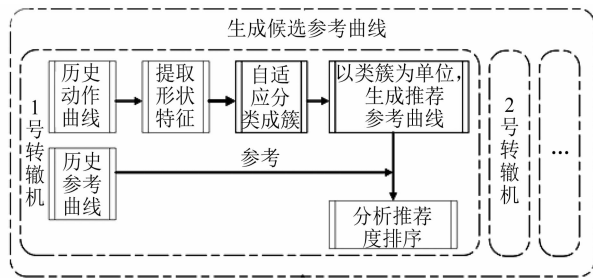 生成候选参考曲线
1号转辙机
历史
动作
曲线
提取
形状
特征
自适
应分
类成簇
以类簇为单位,
生成推荐
参考曲线
历史
参考
曲线
参考
分析推荐
度排序
2号转辙机
...